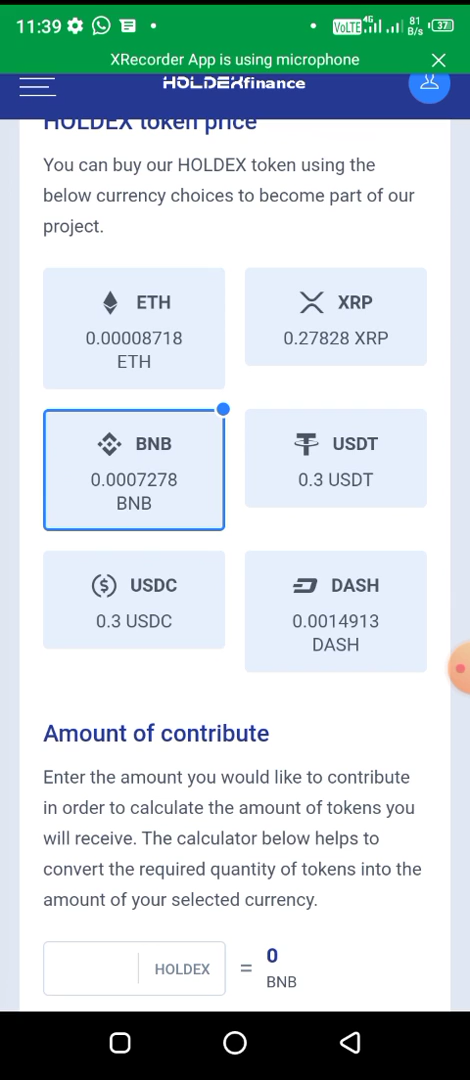 11:39 VoLTE 4G 81 B/s 37
XRecorder App is using microphone
HOLDEXfinance
HOLDEX token price
You can buy our HOLDEX token using the
below currency choices to become part of our
project.
ETH
0.00008718
ETH
XRP
0.27828 XRP
BNB
0.0007278
BNB
USDT
0.3 USDT
USDC
0.3 USDC
DASH
0.0014913
DASH
Amount of contribute
Enter the amount you would like to contribute
in order to calculate the amount of tokens you
will receive. The calculator below helps to
convert the required quantity of tokens into the
amount of your selected currency.
HOLDEX = 0
BNB